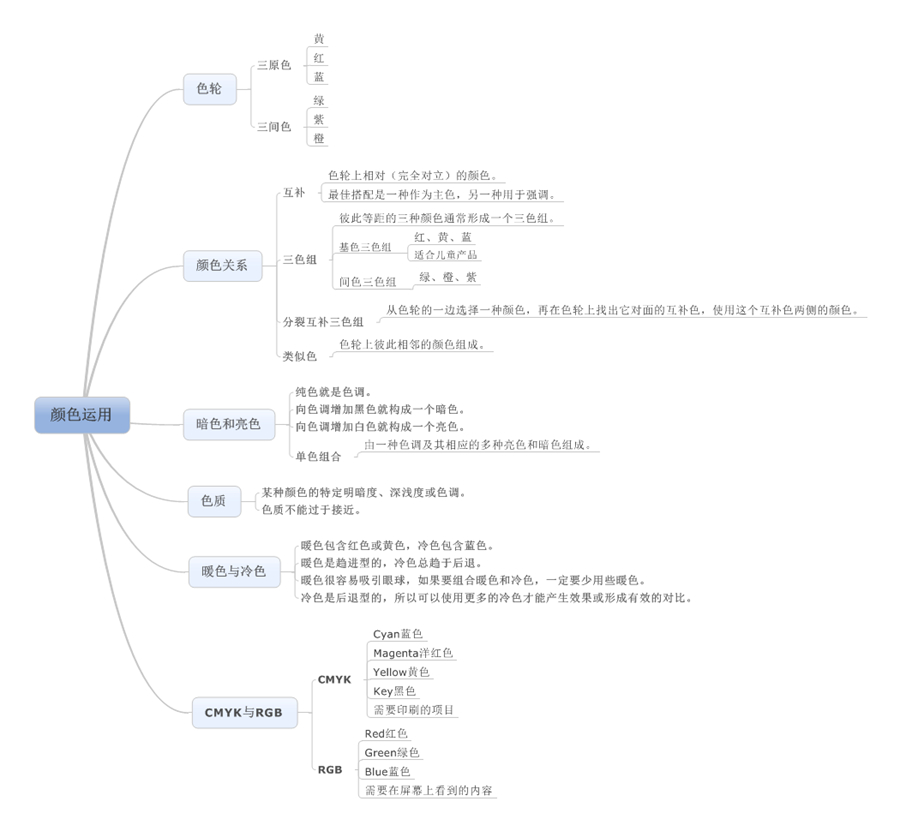 颜色运用
色轮
三原色
黄
红
蓝
三间色
绿
紫
橙
颜色关系
互补
色轮上相对（完全对立）的颜色。
最佳搭配是一种作为主色，另一种用于强调。
三色组
彼此等距的三种颜色通常形成一个三色组。
基色三色组
红、黄、蓝
适合儿童产品
间色三色组
绿、橙、紫
分裂互补三色组
从色轮的一边选择一种颜色，再在色轮上找出它对面的互补色，使用这个互补色两侧的颜色。
类似色
色轮上彼此相邻的颜色组成。
暗色和亮色
纯色就是色调。
向色调增加黑色就构成一个暗色。
向色调增加白色就构成一个亮色。
单色组合
由一种色调及其相应的多种亮色和暗色组成。
色质
某种颜色的特定明暗度、深浅度或色调。
色质不能过于接近。
暖色与冷色
暖色包含红色或黄色，冷色包含蓝色。
暖色是趋进型的，冷色总趋于后退。
暖色很容易吸引眼球，如果要组合暖色和冷色，一定要少用些暖色。
冷色是后退型的，所以可以使用更多的冷色才能产生效果或形成有效的对比。
CMYK与RGB
CMYK
Cyan蓝色
Magenta洋红色
Yellow黄色
Key黑色
需要印刷的项目
RGB
Red红色
Green绿色
Blue蓝色
需要在屏幕上看到的内容